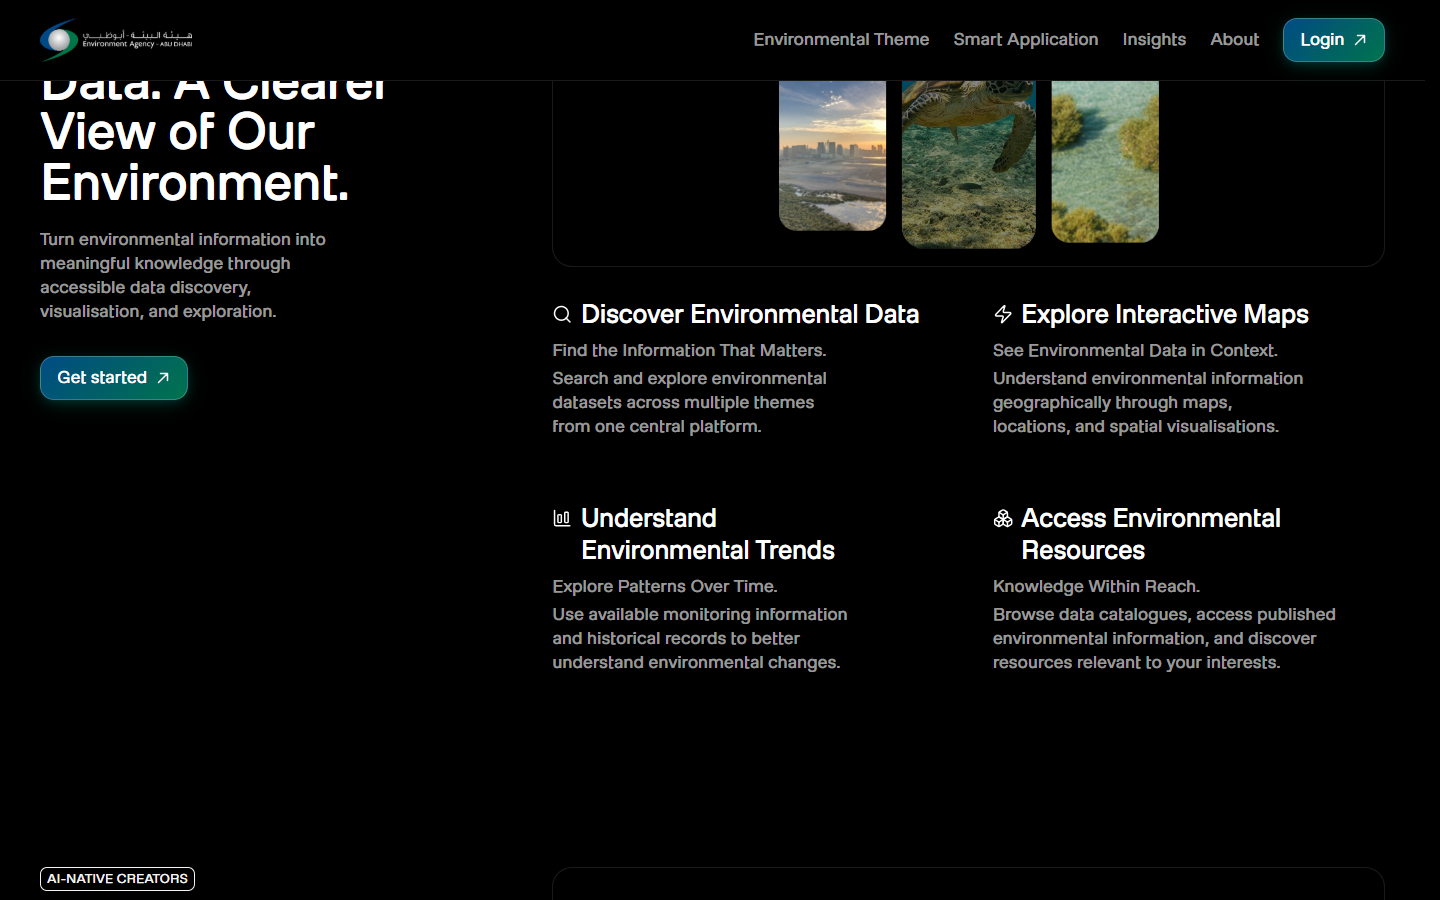 هيئة البيئة - أبوظبي
Environment Agency - ABU DHABI
Environmental Theme
Smart Application
Insights
About
Login
Data. A Clearer
View of Our
Environment.
Turn environmental information into
meaningful knowledge through
accessible data discovery,
visualisation, and exploration.
Get started
Discover Environmental Data
Find the Information That Matters.
Search and explore environmental
datasets across multiple themes
from one central platform.
Explore Interactive Maps
See Environmental Data in Context.
Understand environmental information
geographically through maps,
locations, and spatial visualisations.
Understand
Environmental Trends
Explore Patterns Over Time.
Use available monitoring information
and historical records to better
understand environmental changes.
Access Environmental
Resources
Knowledge Within Reach.
Browse data catalogues, access published
environmental information, and discover
resources relevant to your interests.
AI-NATIVE CREATORS